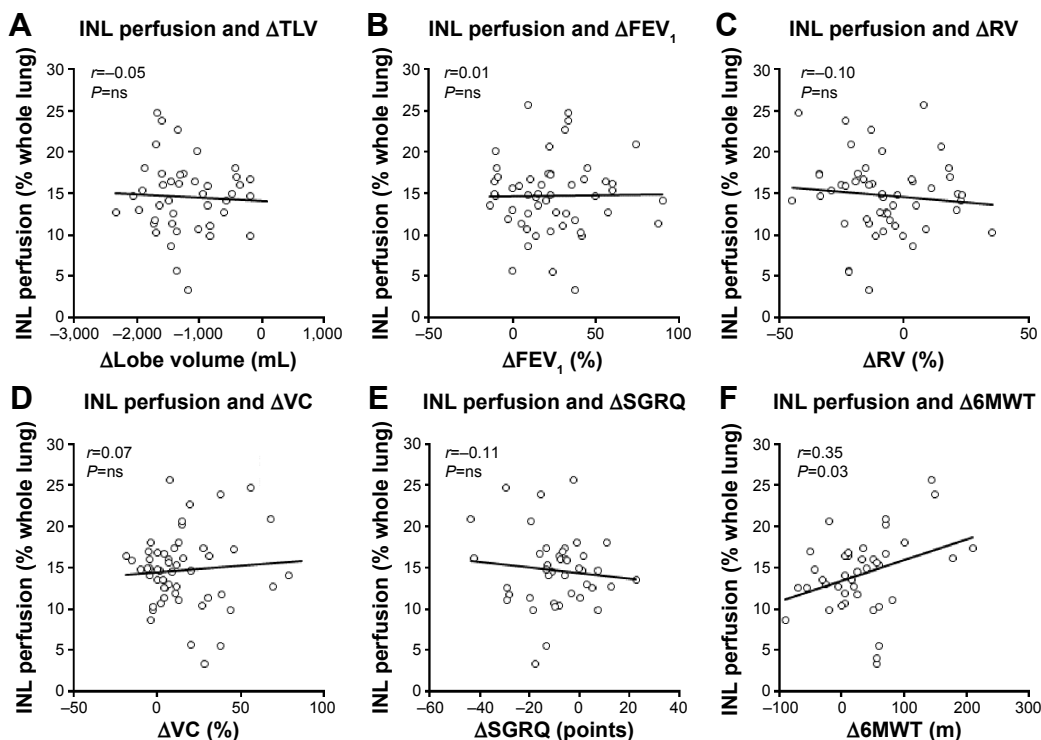 A INL perfusion and ΔTLV
INL perfusion (% whole lung)
r=–0.05
P=ns
30
25
20
15
10
5
0
–3,000 –2,000 –1,000 0 1,000
ΔLobe volume (mL)
B INL perfusion and ΔFEV₁
INL perfusion (% whole lung)
r=0.01
P=ns
30
25
20
15
10
5
0
–50 0 50 100
ΔFEV₁ (%)
C INL perfusion and ΔRV
INL perfusion (% whole lung)
r=–0.10
P=ns
30
25
20
15
10
5
0
–50 0 50
ΔRV (%)
D INL perfusion and ΔVC
INL perfusion (% whole lung)
r=0.07
P=ns
30
25
20
15
10
5
0
–50 0 50 100
ΔVC (%)
E INL perfusion and ΔSGRQ
INL perfusion (% whole lung)
r=–0.11
P=ns
30
25
20
15
10
5
0
–60 –40 –20 0 20 40
ΔSGRQ (points)
F INL perfusion and Δ6MWT
INL perfusion (% whole lung)
r=0.35
P=0.03
30
25
20
15
10
5
0
–100 0 100 200 300
Δ6MWT (m)